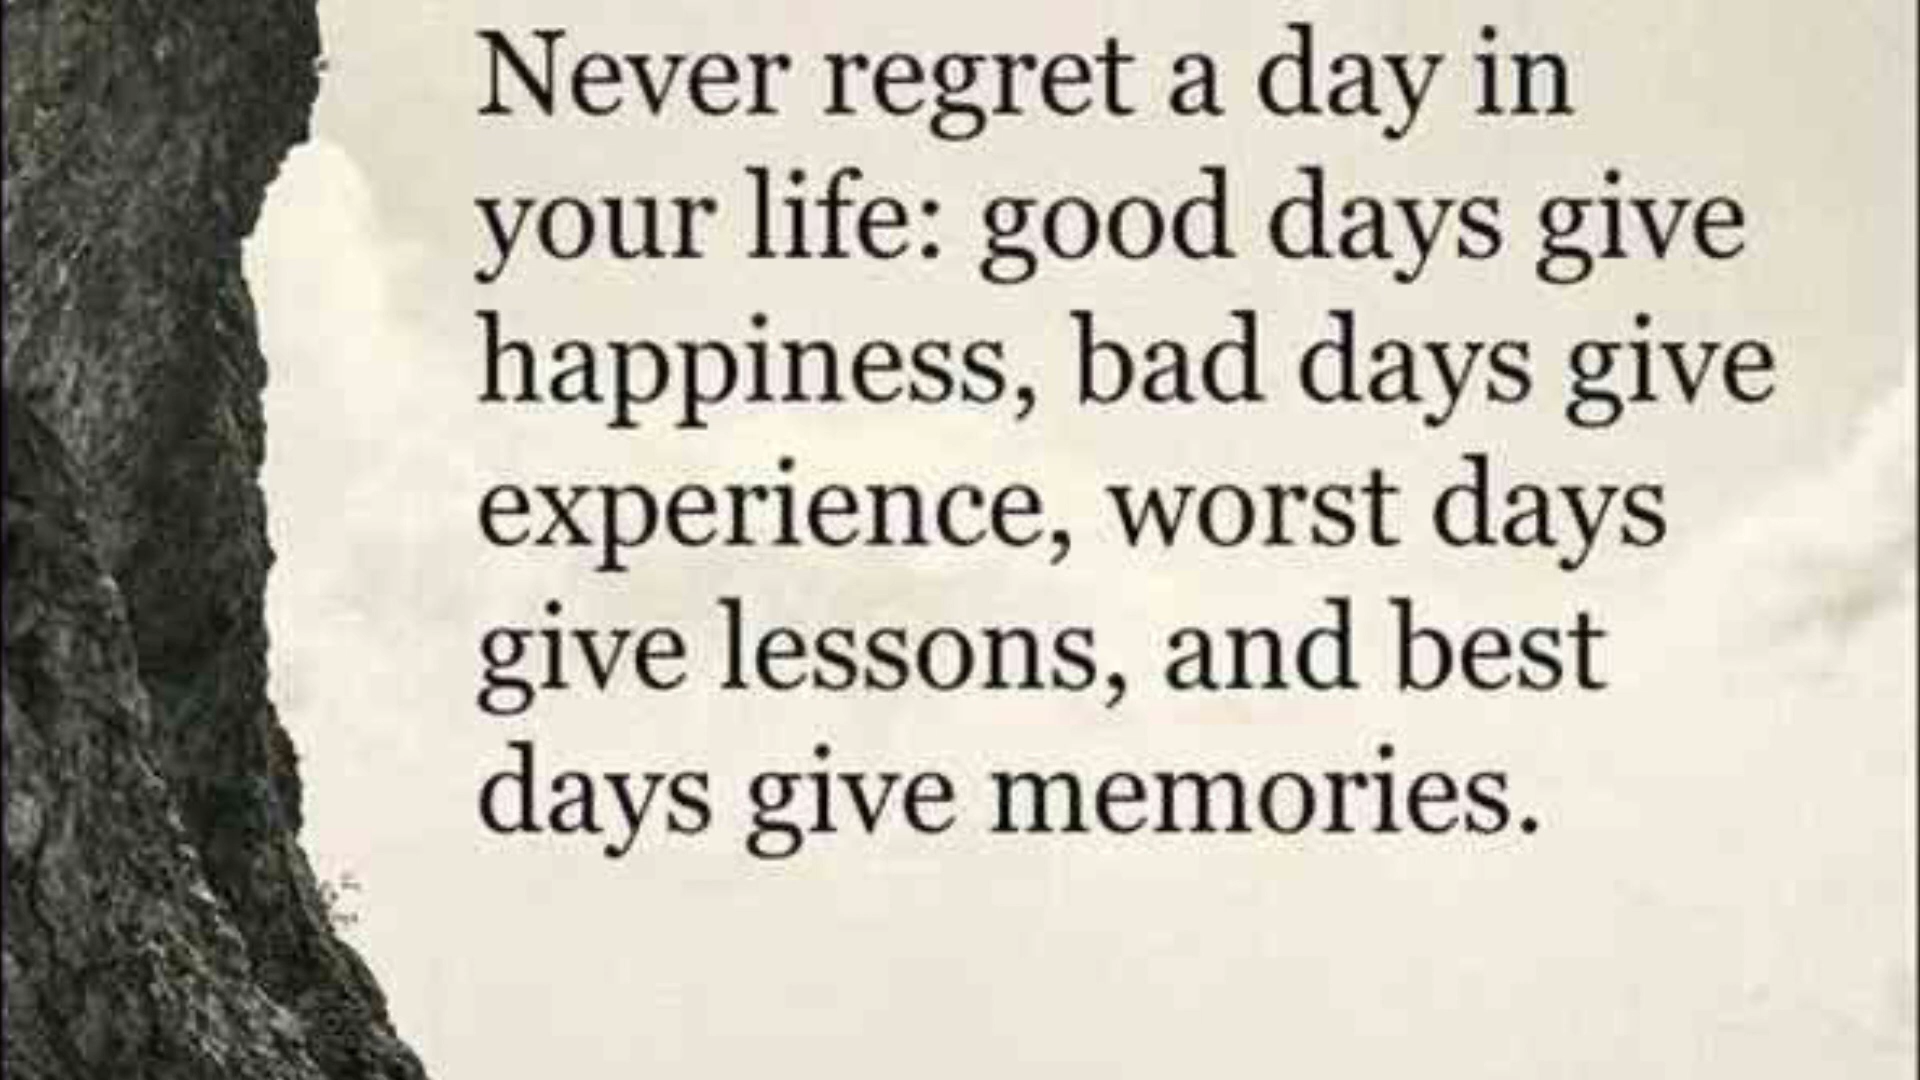 Never regret a day in
your life: good days give
happiness, bad days give
experience, worst days
give lessons, and best
days give memories.